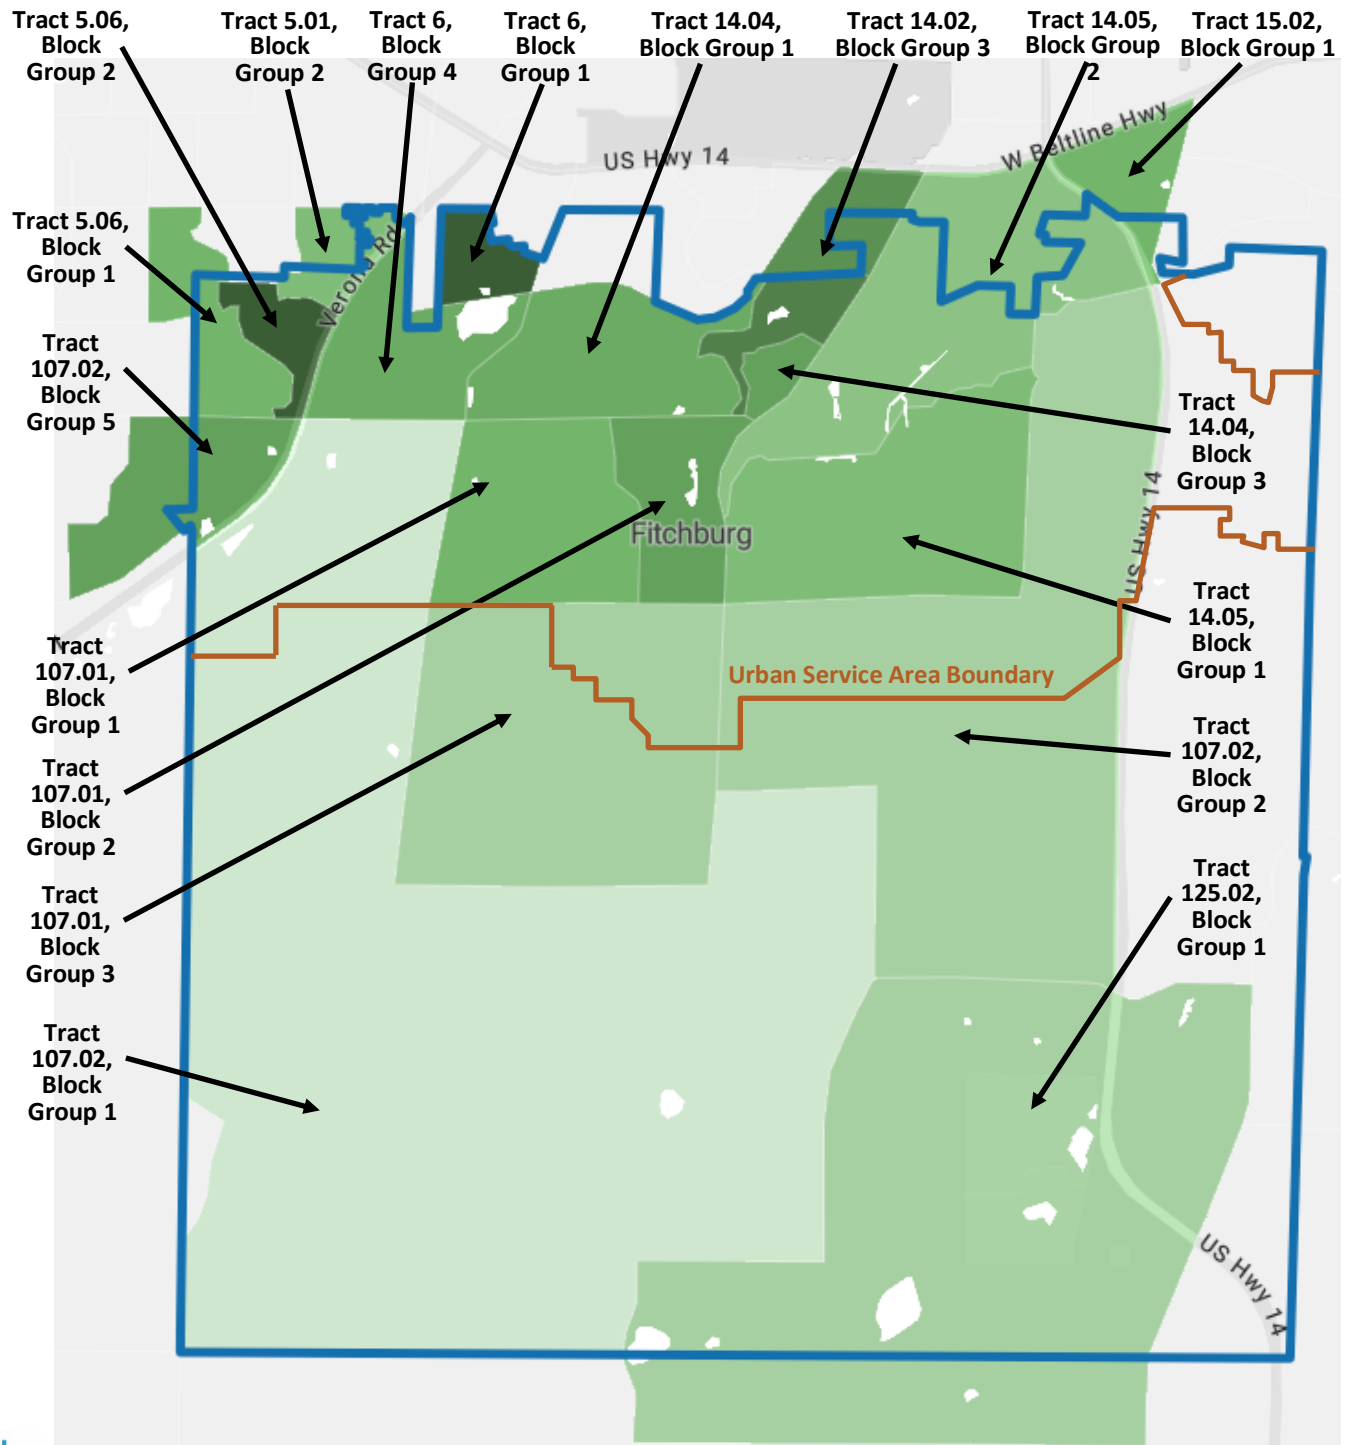 Tract 5.06,
Block
Group 2
Tract 5.01,
Block
Group 2
Tract 6,
Block
Group 4
Tract 6,
Block
Group 1
Tract 14.04,
Block Group 1
Tract 14.02,
Block Group 3
Tract 14.05,
Block Group
2
Tract 15.02,
Block Group 1
US Hwy 14
W Beltline Hwy
Tract 5.06,
Block
Group 1
Verona Rd
Tract
107.02,
Block
Group 5
Tract
14.04,
Block
Group 3
US Hwy 14
Fitchburg
Tract
14.05,
Block
Group 1
Tract
107.01,
Block
Group 1
Urban Service Area Boundary
Tract
107.02,
Block
Group 2
Tract
107.01,
Block
Group 2
Tract
125.02,
Block
Group 1
Tract
107.01,
Block
Group 3
Tract
107.02,
Block
Group 1
US Hwy 14